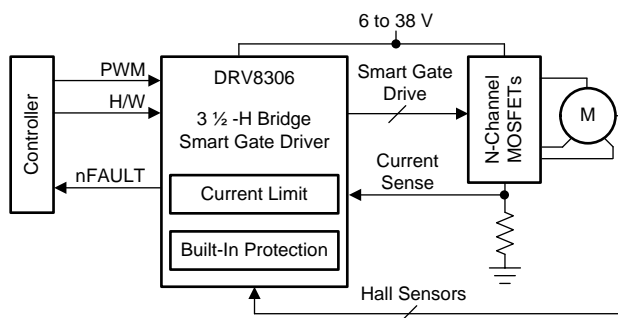 6 to 38 V
Controller
PWM
H/W
nFAULT
DRV8306
3 ½ -H Bridge
Smart Gate Driver
Current Limit
Built-In Protection
Smart Gate
Drive
Current
Sense
N-Channel
MOSFETs
M
Hall Sensors